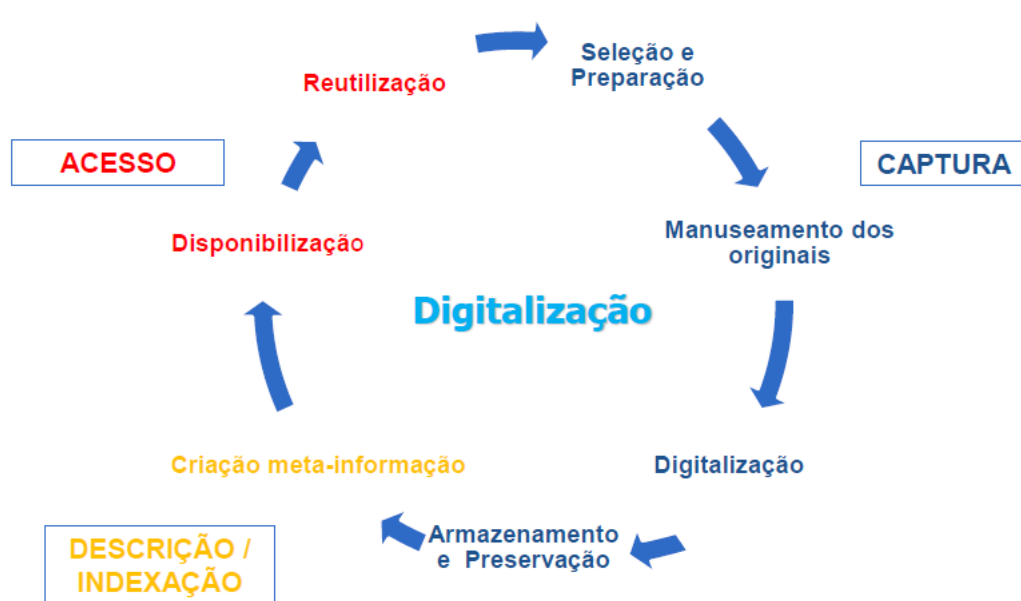 Reutilização
Seleção e
Preparação
ACESSO
CAPTURA
Disponibilização
Manuseamento dos
originais
Digitalização
Criação meta-informação
Digitalização
Armazenamento
e Preservação
DESCRIÇÃO /
INDEXAÇÃO